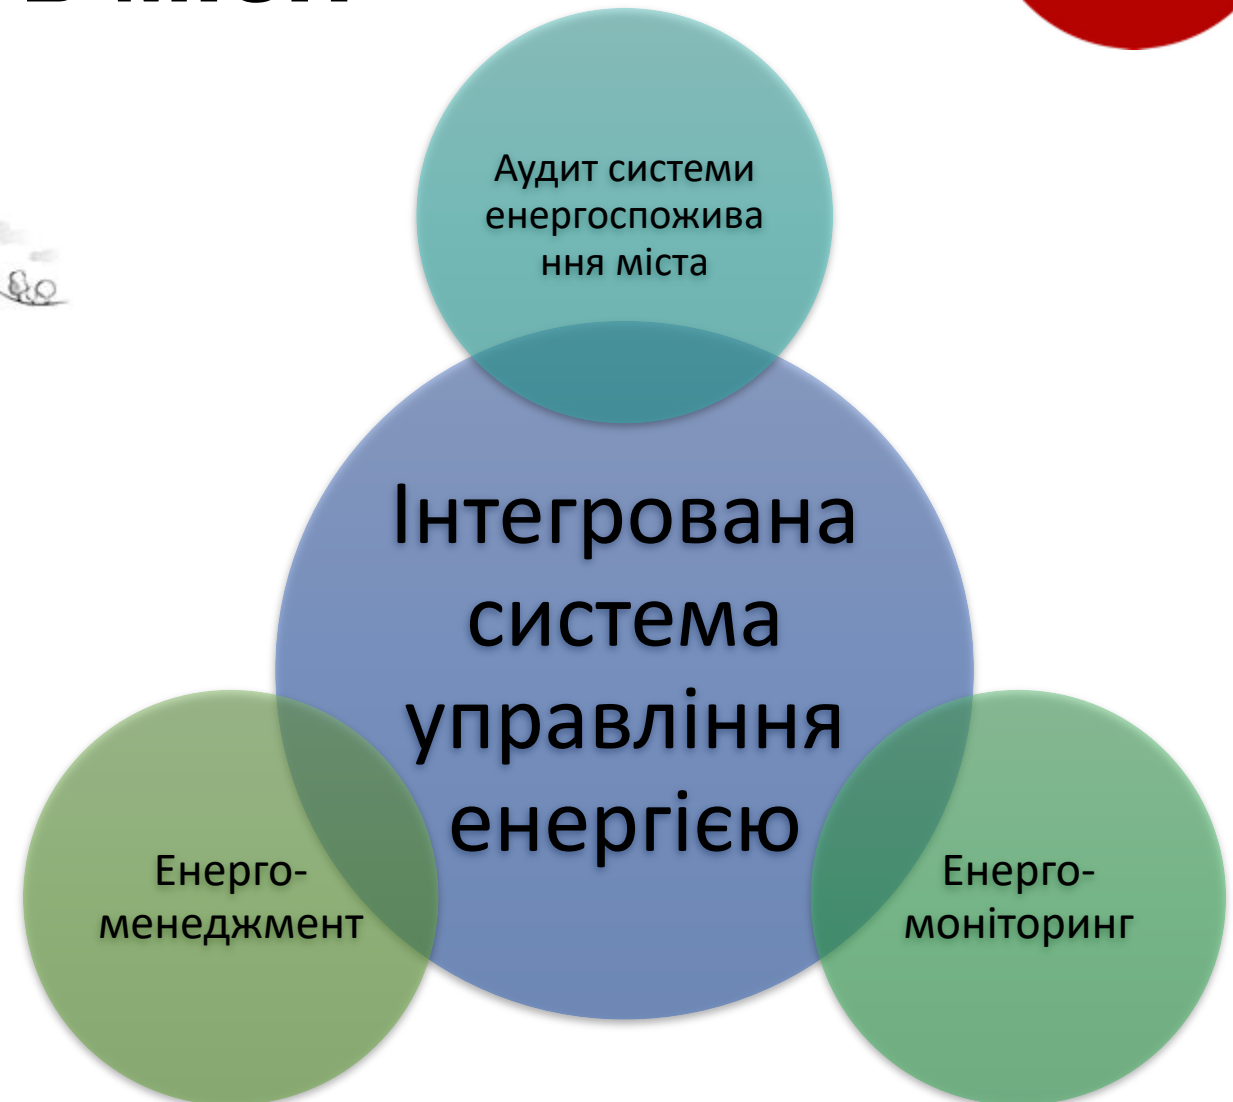 Аудит системи
енергоспожива
ння міста
Інтегрована
система
управління
енергією
Енерго-
менеджмент
Енерго-
моніторинг